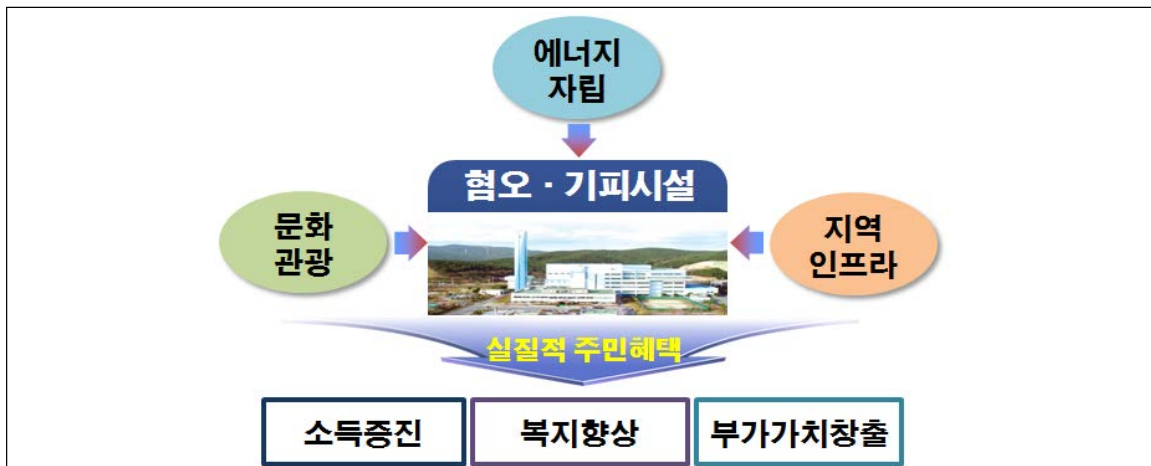 에너지
자립
혐오·기피시설
문화
관광
지역
인프라
실질적 주민혜택
소득증진
복지향상
부가가치창출